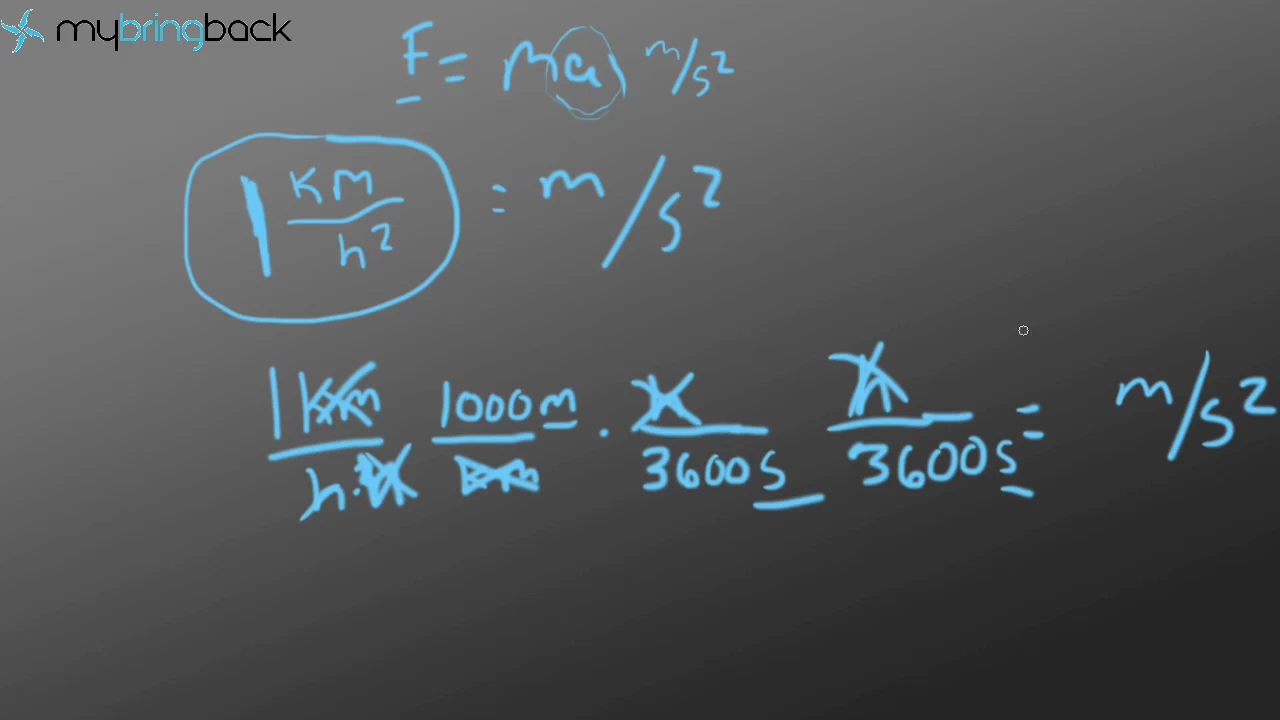 mybringback
F = ma m/s²
1 KM/h² = m/s²
1 km/h·h 1000m/km · h/3600s h/3600s = m/s²